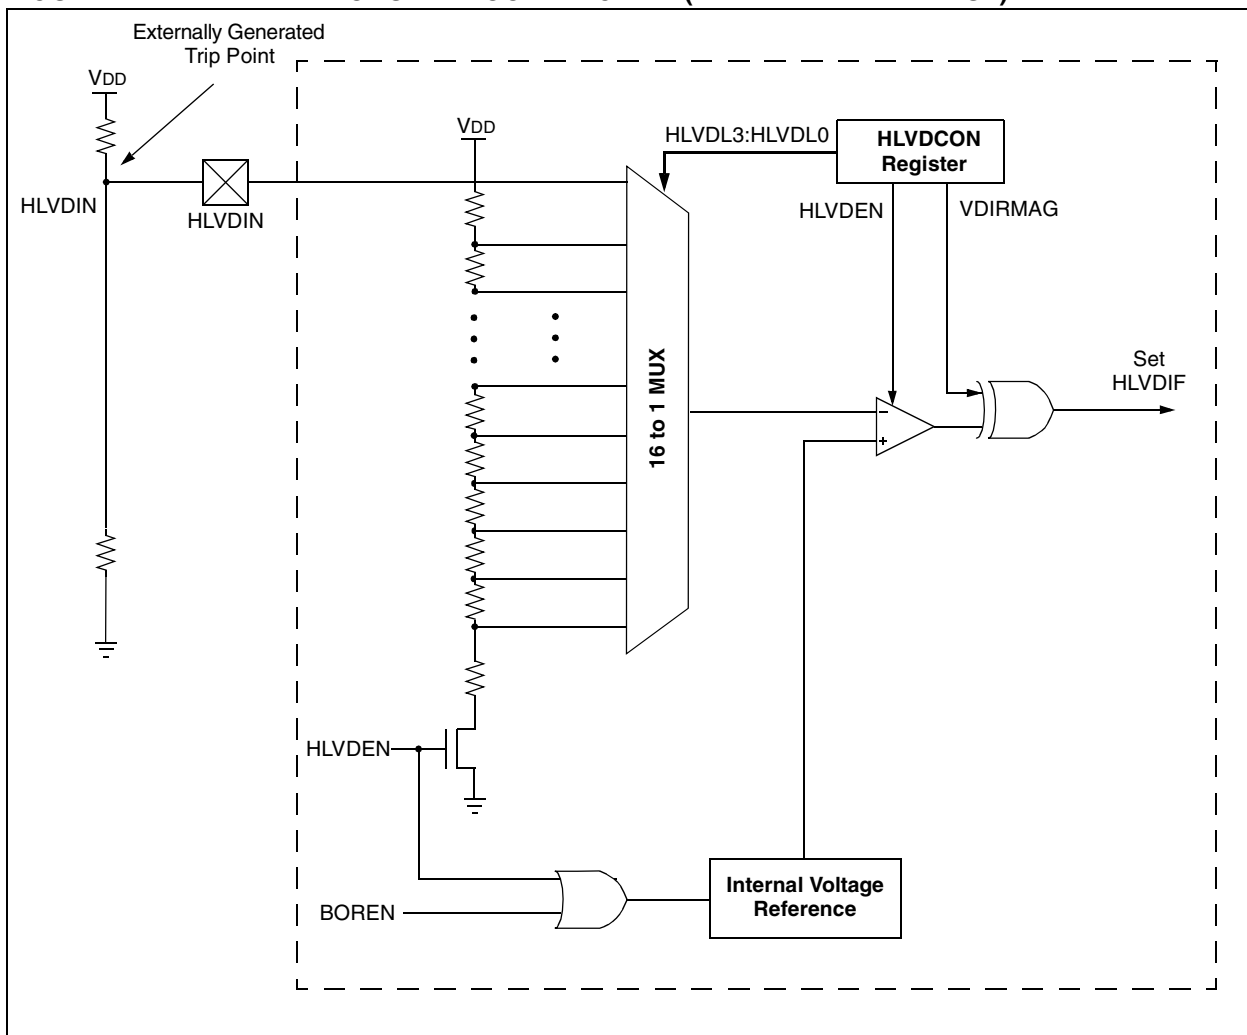 Externally Generated
Trip Point
VDD
VDD
HLVDL3:HLVDL0
HLVDCON
Register
HLVDIN
HLVDIN
HLVDEN
VDIRMAG
16 to 1 MUX
Set
HLVDIF
–
+
HLVDEN
BOREN
Internal Voltage
Reference